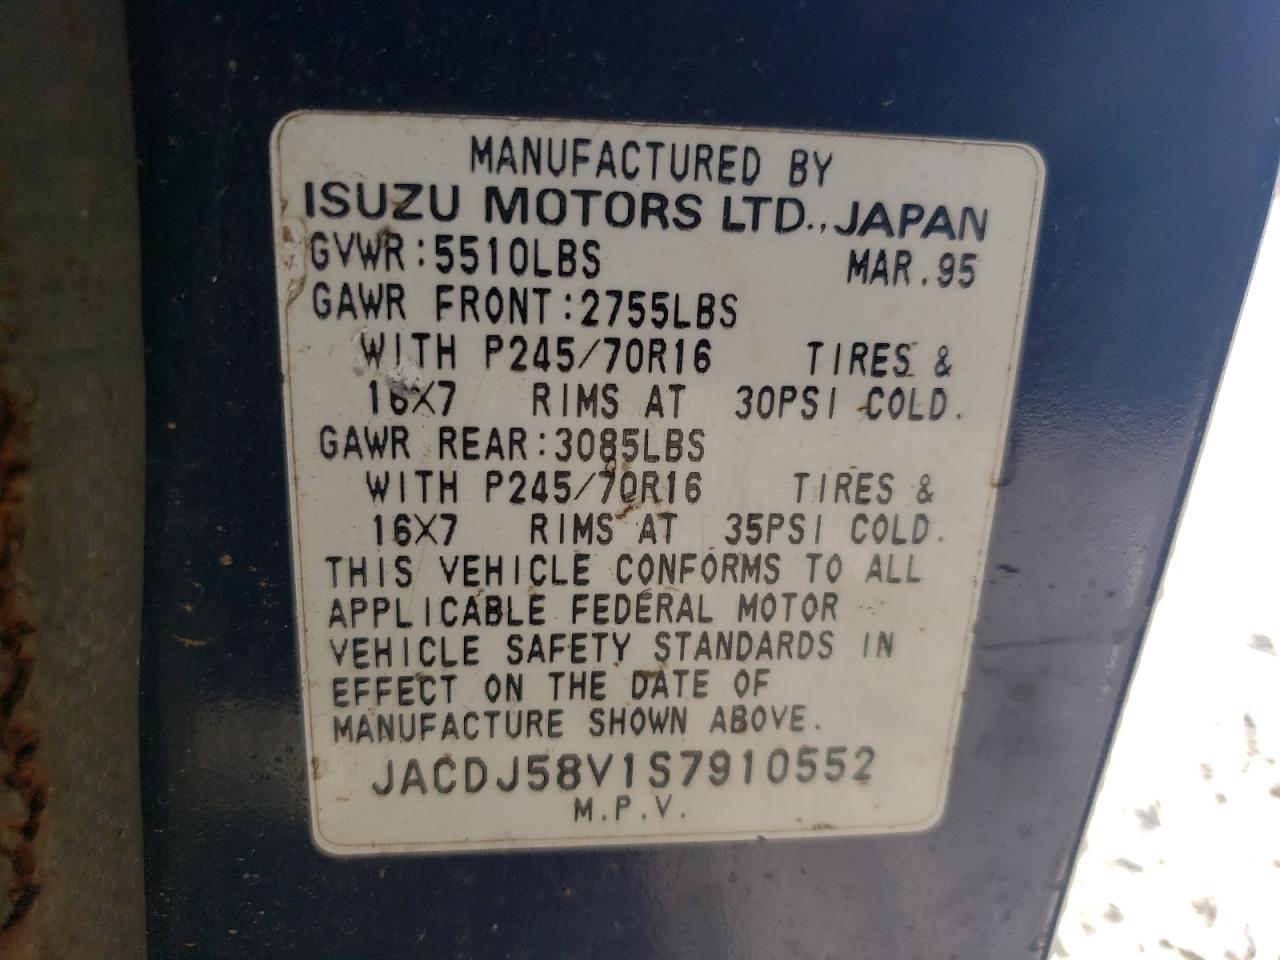 MANUFACTURED BY
ISUZU MOTORS LTD., JAPAN
GVWR:5510LBS MAR.95
GAWR FRONT:2755LBS
WITH P245/70R16 TIRES &
16X7 RIMS AT 30PSI COLD.
GAWR REAR:3085LBS
WITH P245/70R16 TIRES &
16X7 RIMS AT 35PSI COLD.
THIS VEHICLE CONFORMS TO ALL
APPLICABLE FEDERAL MOTOR
VEHICLE SAFETY STANDARDS IN
EFFECT ON THE DATE OF
MANUFACTURE SHOWN ABOVE.
JACDJ58V1S7910552
M.P.V.